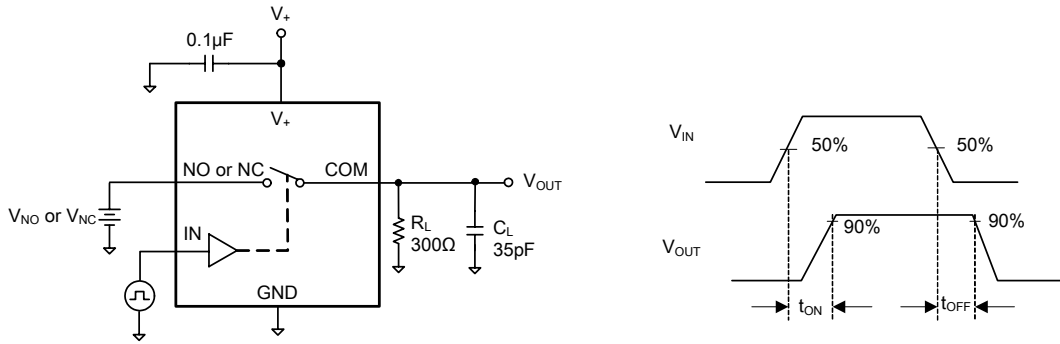 V+
0.1µF
V+
NO or NC
COM
VOUT
VNO or VNC
IN
RL
300Ω
CL
35pF
GND
VIN
50%
50%
VOUT
90%
90%
tON
tOFF